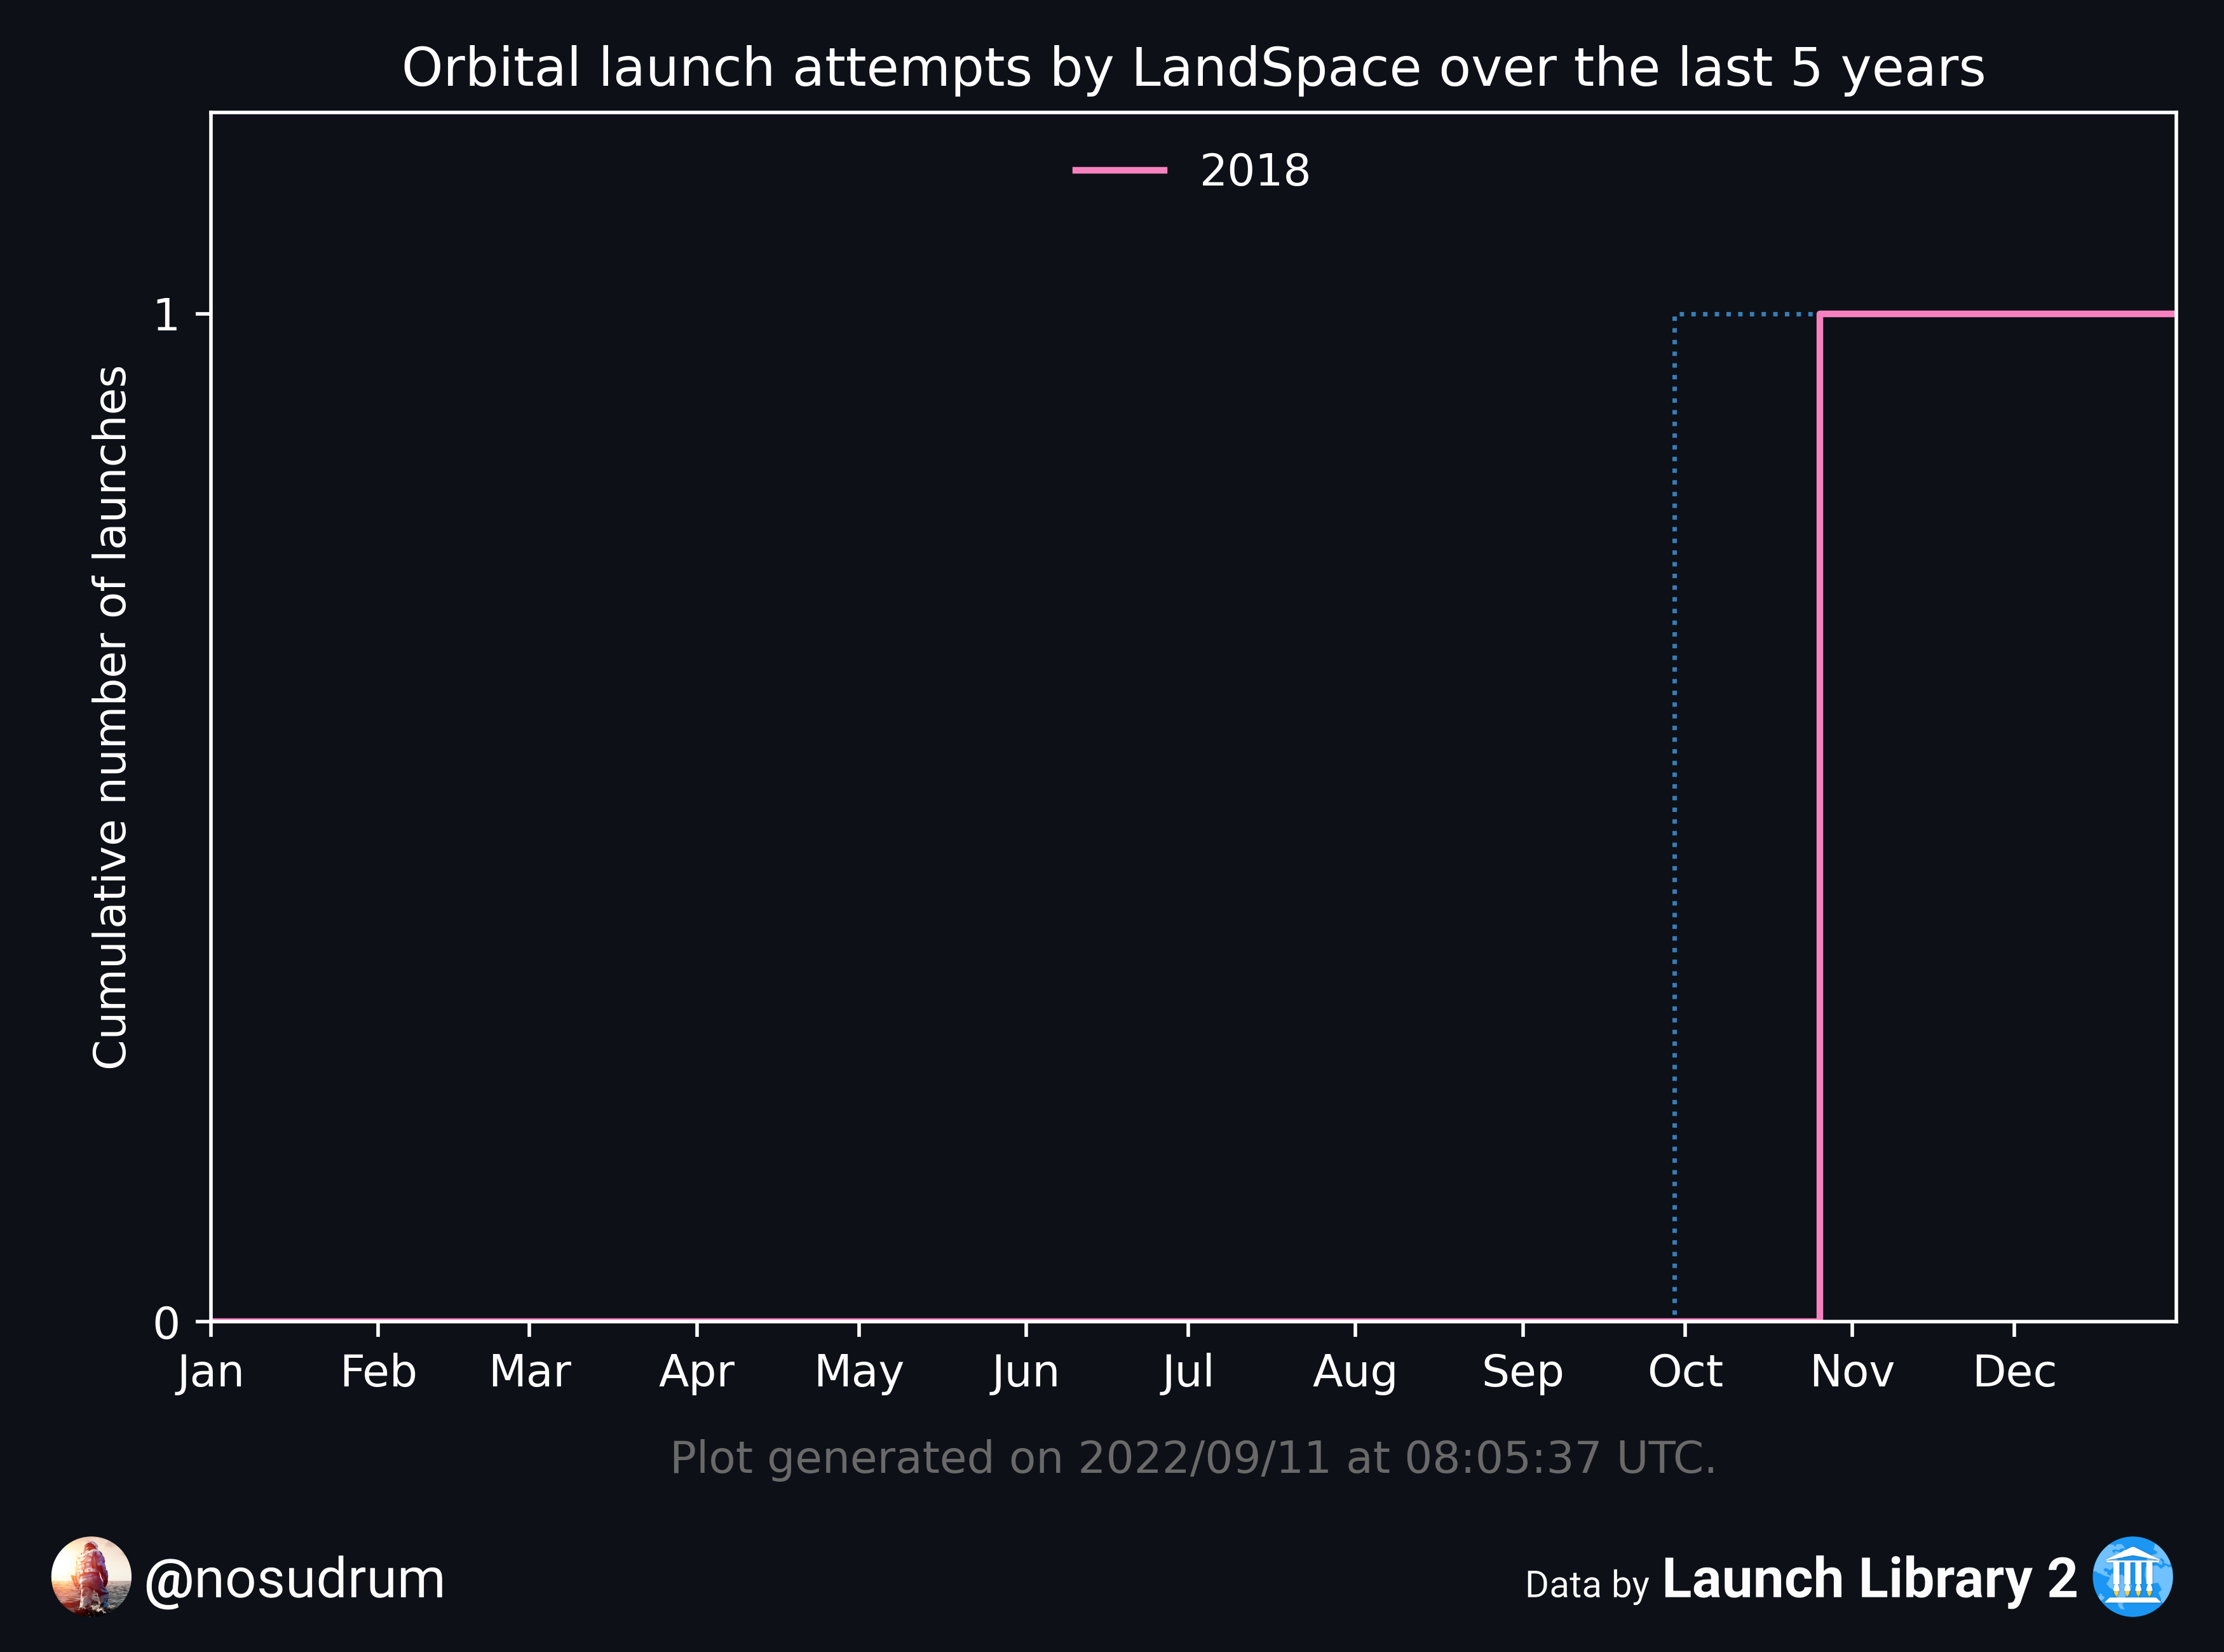 Orbital launch attempts by LandSpace over the last 5 years
2018
1
0
Cumulative number of launches
Jan Feb Mar Apr May Jun Jul Aug Sep Oct Nov Dec
Plot generated on 2022/09/11 at 08:05:37 UTC.
@nosudrum
Data by Launch Library 2